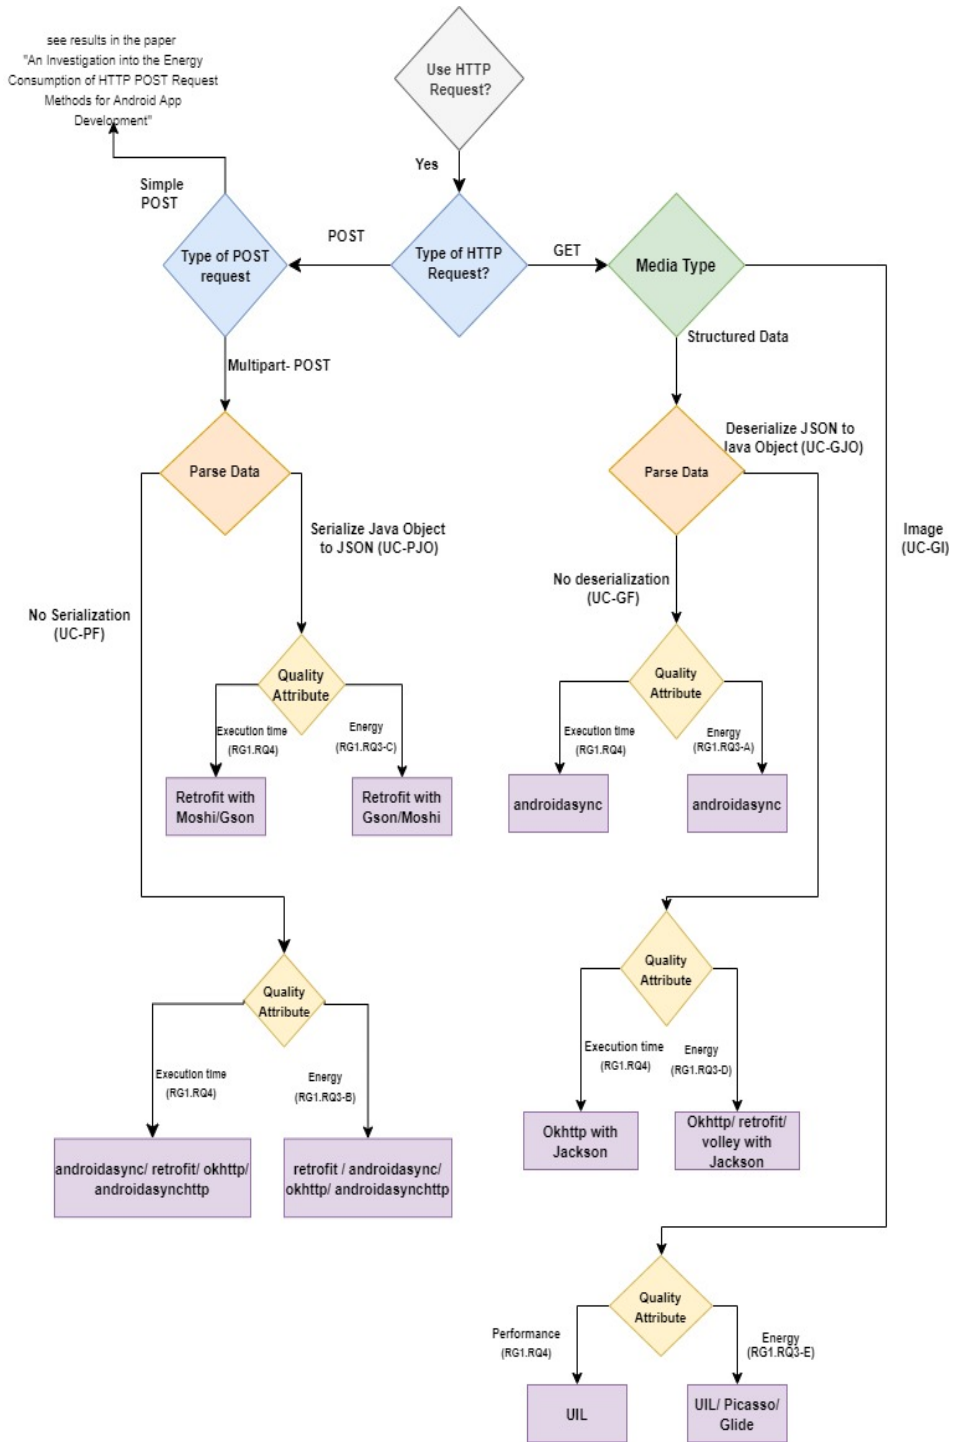 see results in the paper
"An Investigation into the Energy
Consumption of HTTP POST Request
Methods for Android App
Development"
Use HTTP
Request?
Yes
Simple
POST
Type of POST
request
POST
Type of HTTP
Request?
GET
Media Type
Multipart- POST
Structured Data
Parse Data
Deserialize JSON to
Java Object (UC-GJO)
Parse Data
Serialize Java Object
to JSON (UC-PJO)
Image
(UC-GI)
No deserialization
(UC-GF)
No Serialization
(UC-PF)
Quality
Attribute
Quality
Attribute
Execution time
(RG1.RQ4)
Energy
(RG1.RQ3-C)
Execution time
(RG1.RQ4)
Energy
(RG1.RQ3-A)
Retrofit with
Moshi/Gson
Retrofit with
Gson/Moshi
androidasync
androidasync
Quality
Attribute
Quality
Attribute
Execution time
(RG1.RQ4)
Energy
(RG1.RQ3-B)
Execution time
(RG1.RQ4)
Energy
(RG1.RQ3-D)
androidasync/ retrofit/ okhttp/
androidasynchttp
retrofit / androidasync/
okhttp/ androidasynchttp
Okhttp with
Jackson
Okhttp/ retrofit/
volley with
Jackson
Quality
Attribute
Performance
(RG1.RQ4)
Energy
(RG1.RQ3-E)
UIL
UIL/ Picasso/
Glide